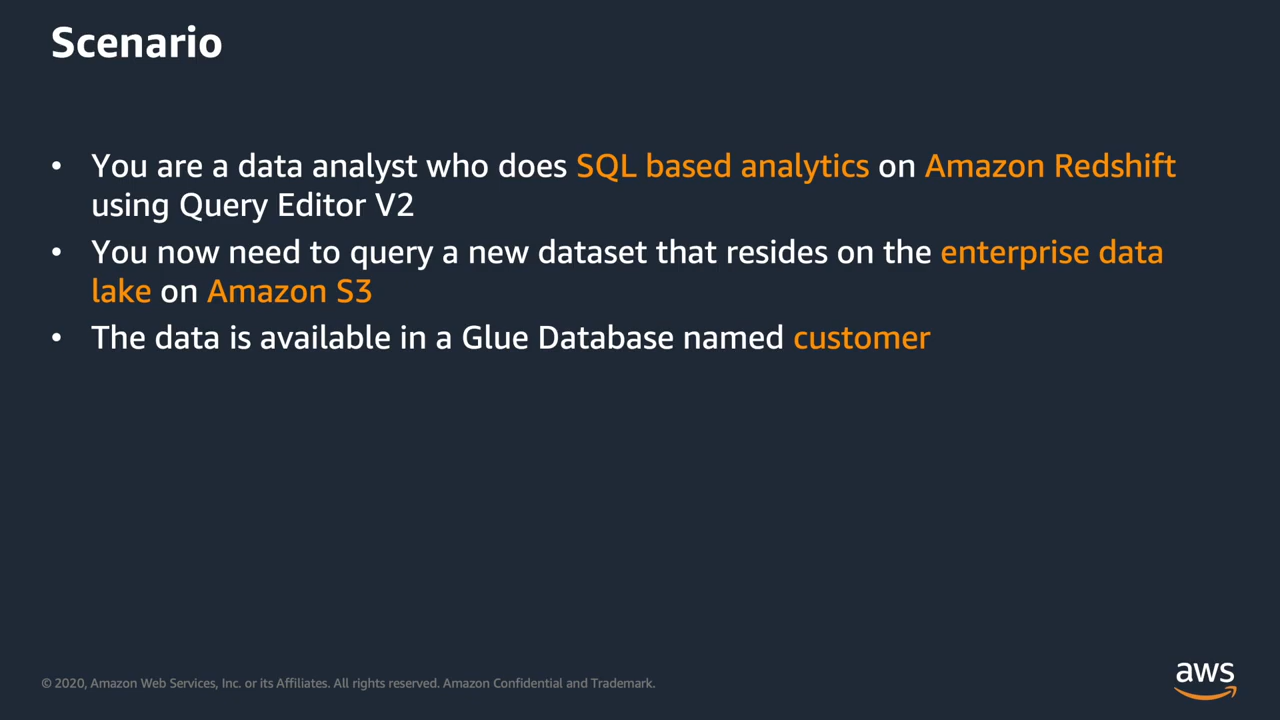 Scenario
• You are a data analyst who does SQL based analytics on Amazon Redshift
using Query Editor V2
• You now need to query a new dataset that resides on the enterprise data
lake on Amazon S3
• The data is available in a Glue Database named customer
© 2020, Amazon Web Services, Inc. or its Affiliates. All rights reserved. Amazon Confidential and Trademark.
aws